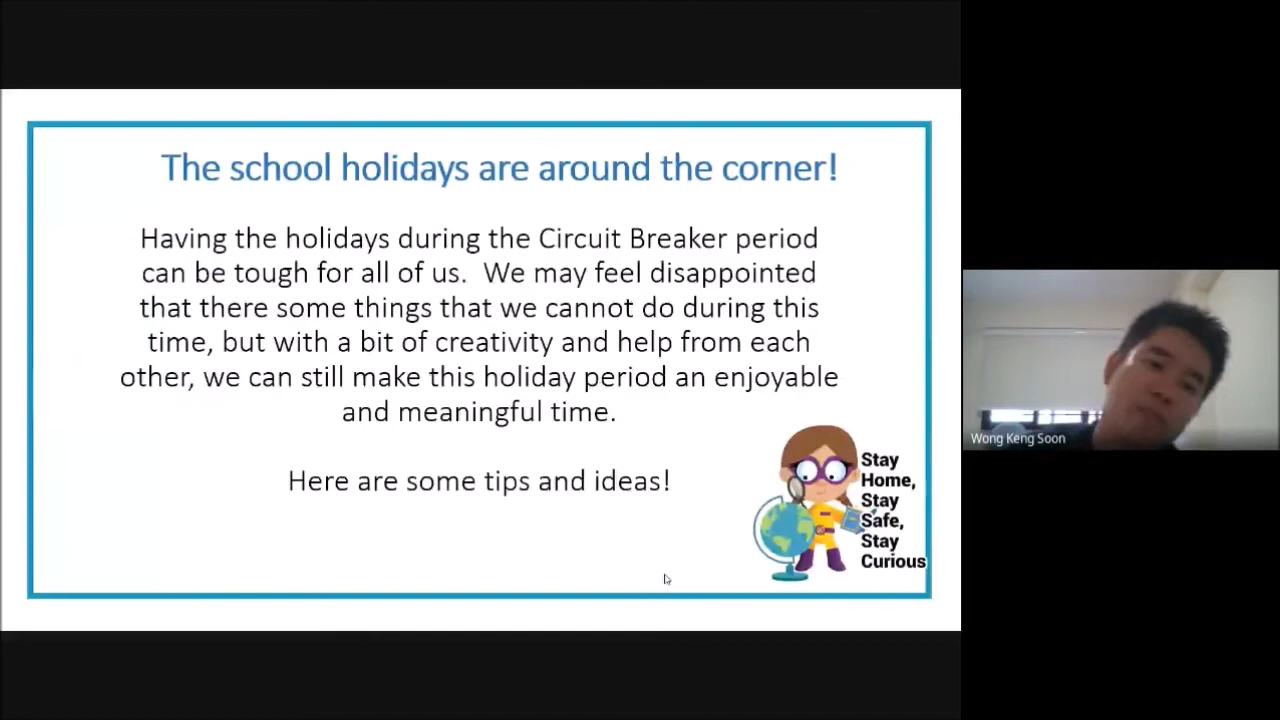 The school holidays are around the corner!
Having the holidays during the Circuit Breaker period
can be tough for all of us.  We may feel disappointed
that there some things that we cannot do during this
time, but with a bit of creativity and help from each
other, we can still make this holiday period an enjoyable
and meaningful time.
Here are some tips and ideas!
Stay
Home,
Stay
Safe,
Stay
Curious
Wong Keng Soon